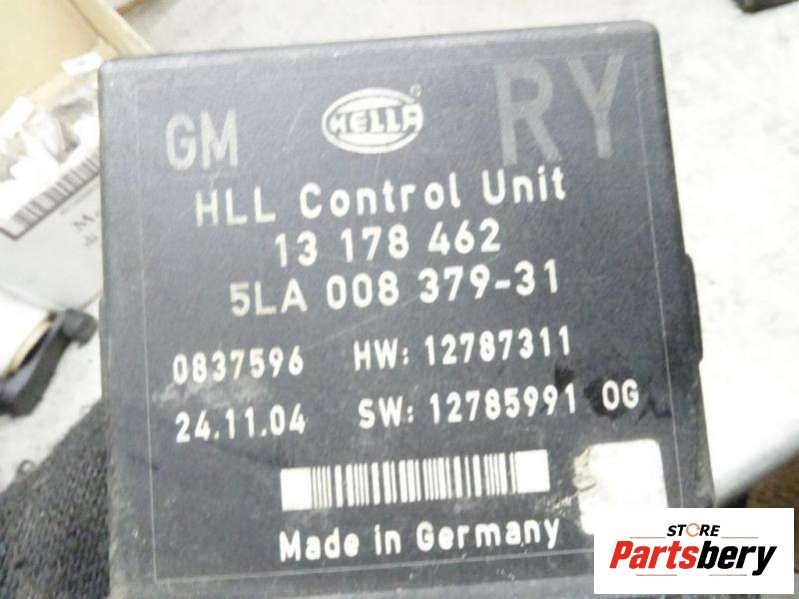 GM HELLA RY
HLL Control Unit
13 178 462
5LA 008 379-31
0837596 HW: 12787311
24.11.04 SW: 12785991 OG
Made in Germany
STORE
Partsbery